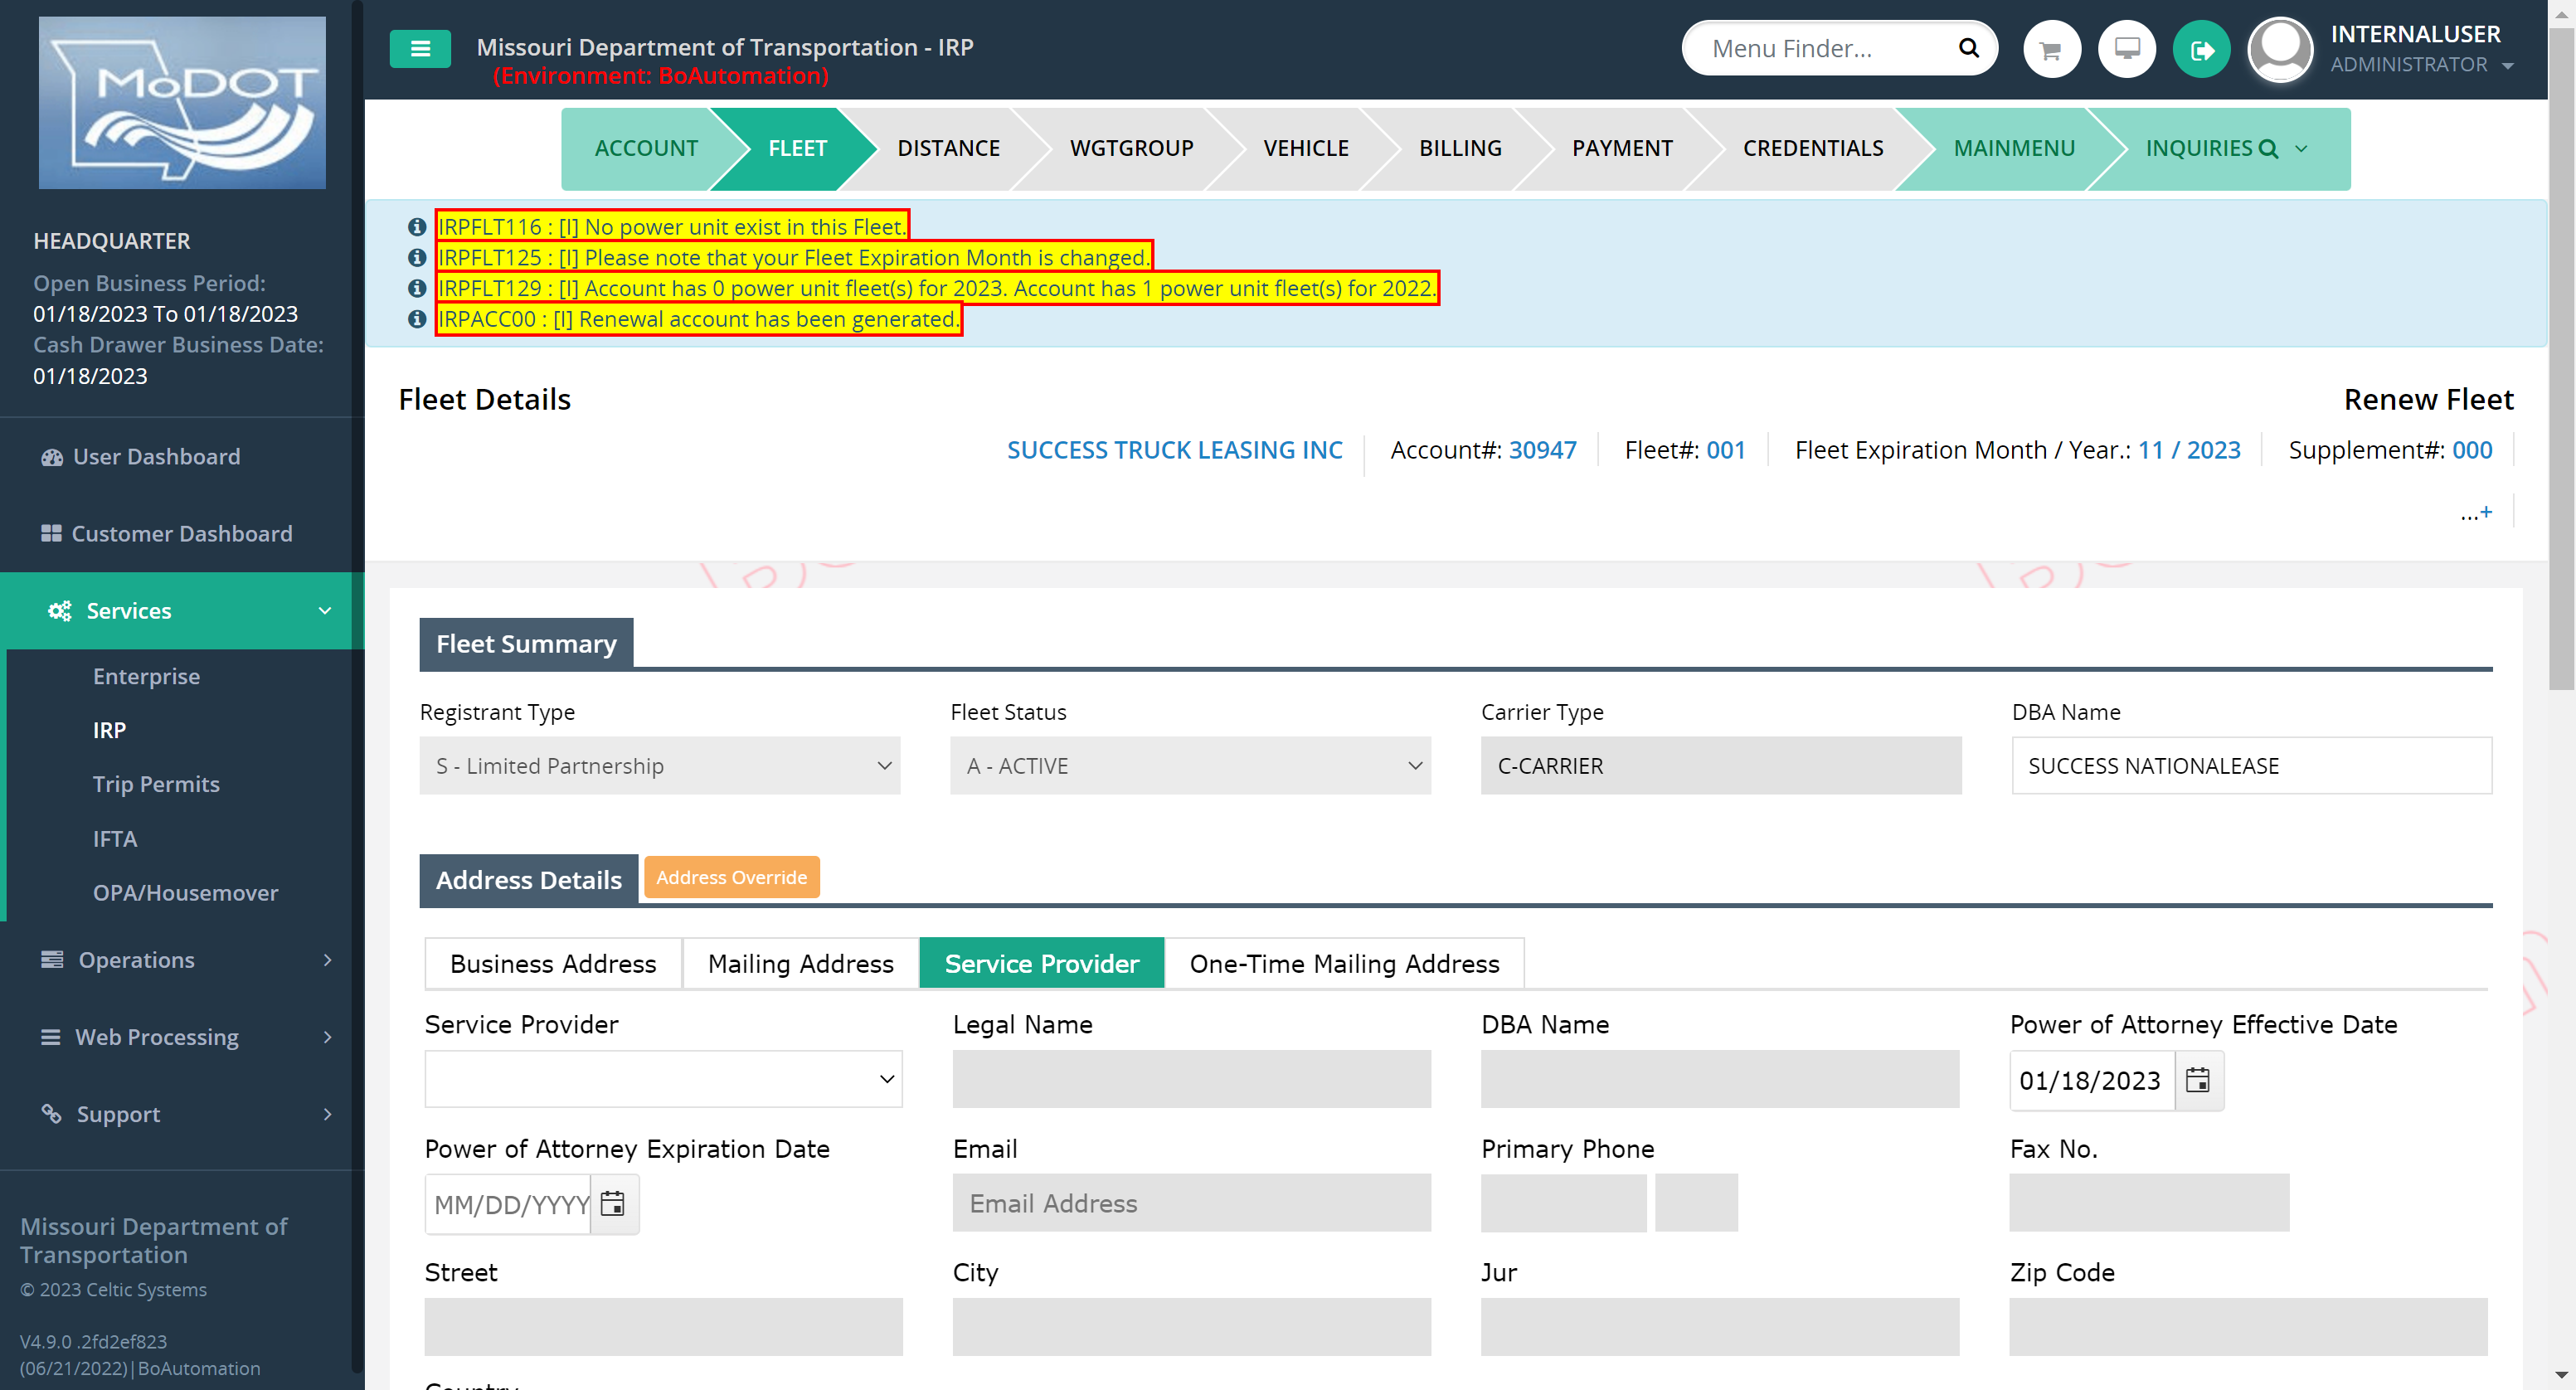 MoDOT
HEADQUARTER
Open Business Period:
01/18/2023 To 01/18/2023
Cash Drawer Business Date:
01/18/2023
User Dashboard
Customer Dashboard
Services
Enterprise
IRP
Trip Permits
IFTA
OPA/Housemover
Operations
Web Processing
Support
Missouri Department of
Transportation
© 2023 Celtic Systems
V4.9.0 .2fd2ef823
(06/21/2022)|BoAutomation
Missouri Department of Transportation - IRP
(Environment: BoAutomation)
Menu Finder...
INTERNALUSER
ADMINISTRATOR
ACCOUNT FLEET DISTANCE WGTGROUP VEHICLE BILLING PAYMENT CREDENTIALS MAINMENU INQUIRIES
IRPFLT116 : [I] No power unit exist in this Fleet.
IRPFLT125 : [I] Please note that your Fleet Expiration Month is changed.
IRPFLT129 : [I] Account has 0 power unit fleet(s) for 2023. Account has 1 power unit fleet(s) for 2022.
IRPACC00 : [I] Renewal account has been generated.
Fleet Details Renew Fleet
SUCCESS TRUCK LEASING INC Account#: 30947 Fleet#: 001 Fleet Expiration Month / Year.: 11 / 2023 Supplement#: 000
...+
Fleet Summary
Registrant Type Fleet Status Carrier Type DBA Name
S - Limited Partnership A - ACTIVE C-CARRIER SUCCESS NATIONALEASE
Address Details Address Override
Business Address Mailing Address Service Provider One-Time Mailing Address
Service Provider Legal Name DBA Name Power of Attorney Effective Date
01/18/2023
Power of Attorney Expiration Date Email Primary Phone Fax No.
MM/DD/YYYY Email Address
Street City Jur Zip Code